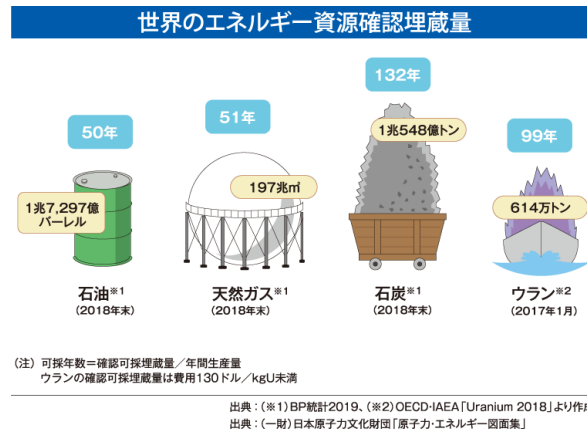 世界のエネルギー資源確認埋蔵量
50年
51年
132年
99年
1兆7,297億
バーレル
197兆㎥
1兆548億トン
614万トン
石油※1
(2018年末)
天然ガス※1
(2018年末)
石炭※1
(2018年末)
ウラン※2
(2017年1月)
(注) 可採年数=確認可採埋蔵量/年間生産量
ウランの確認可採埋蔵量は費用130ドル/kgU未満
出典:(※1)BP統計2019、(※2)OECD・IAEA「Uranium 2018」より作
出典:(一財)日本原子力文化財団「原子力・エネルギー図面集」